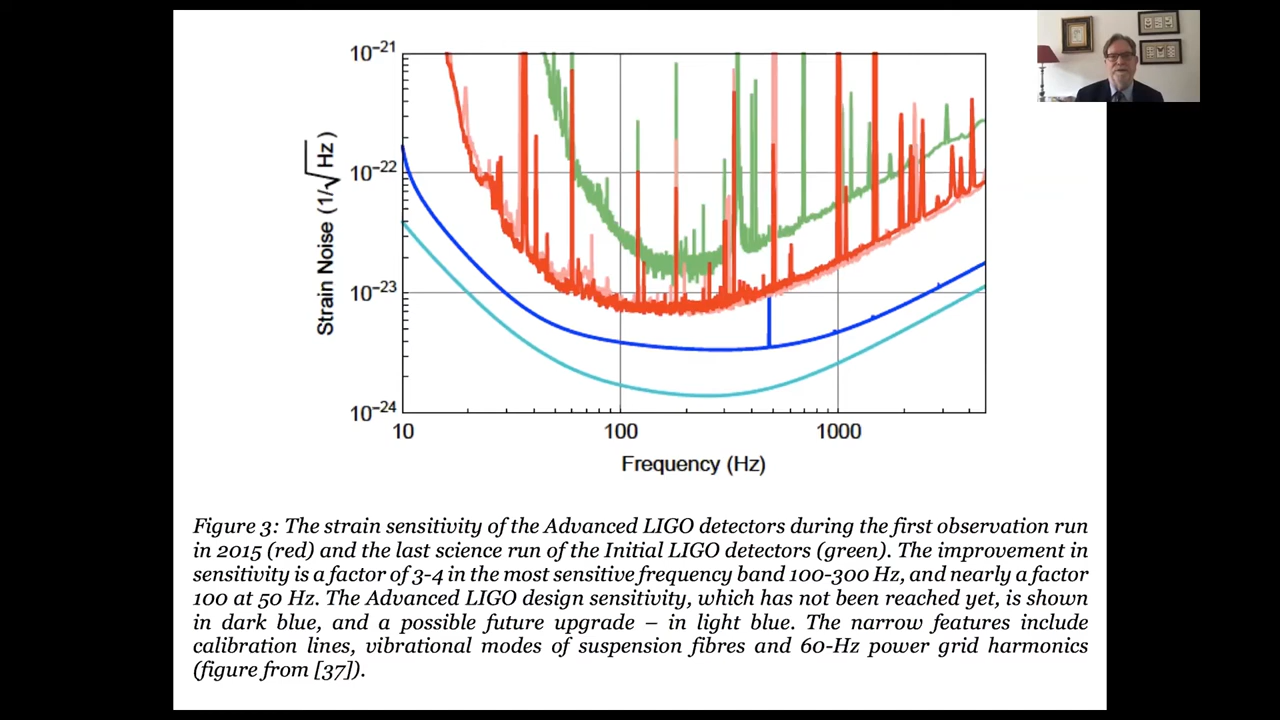 10−21
10−22
10−23
10−24
Strain Noise (1/√Hz)
10 100 1000
Frequency (Hz)
Figure 3: The strain sensitivity of the Advanced LIGO detectors during the first observation run
in 2015 (red) and the last science run of the Initial LIGO detectors (green). The improvement in
sensitivity is a factor of 3-4 in the most sensitive frequency band 100-300 Hz, and nearly a factor
100 at 50 Hz. The Advanced LIGO design sensitivity, which has not been reached yet, is shown
in dark blue, and a possible future upgrade – in light blue. The narrow features include
calibration lines, vibrational modes of suspension fibres and 60-Hz power grid harmonics
(figure from [37]).